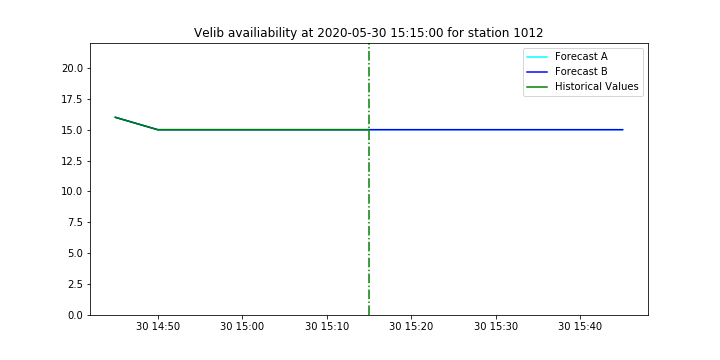 Velib availiability at 2020-05-30 15:15:00 for station 1012
Forecast A
Forecast B
Historical Values
20.0
17.5
15.0
12.5
10.0
7.5
5.0
2.5
0.0
30 14:50 30 15:00 30 15:10 30 15:20 30 15:30 30 15:40